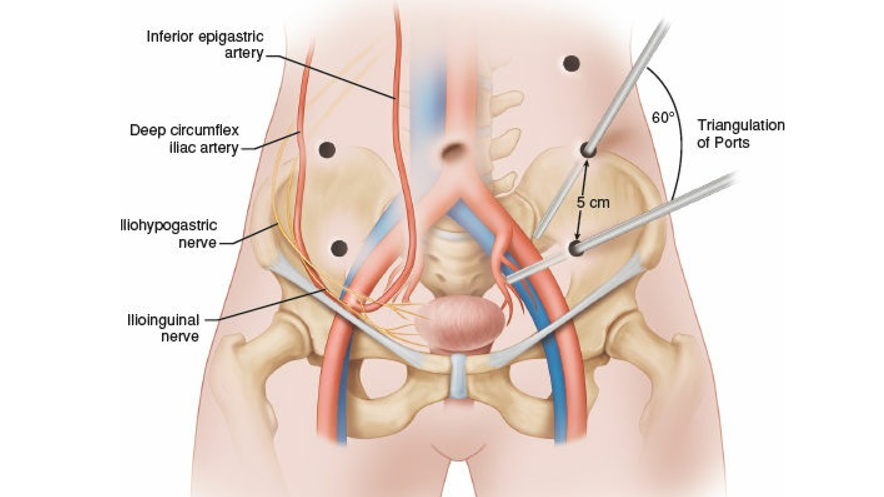 Inferior epigastric
artery
Deep circumflex
iliac artery
Iliohypogastric
nerve
Ilioinguinal
nerve
60°
Triangulation
of Ports
5 cm